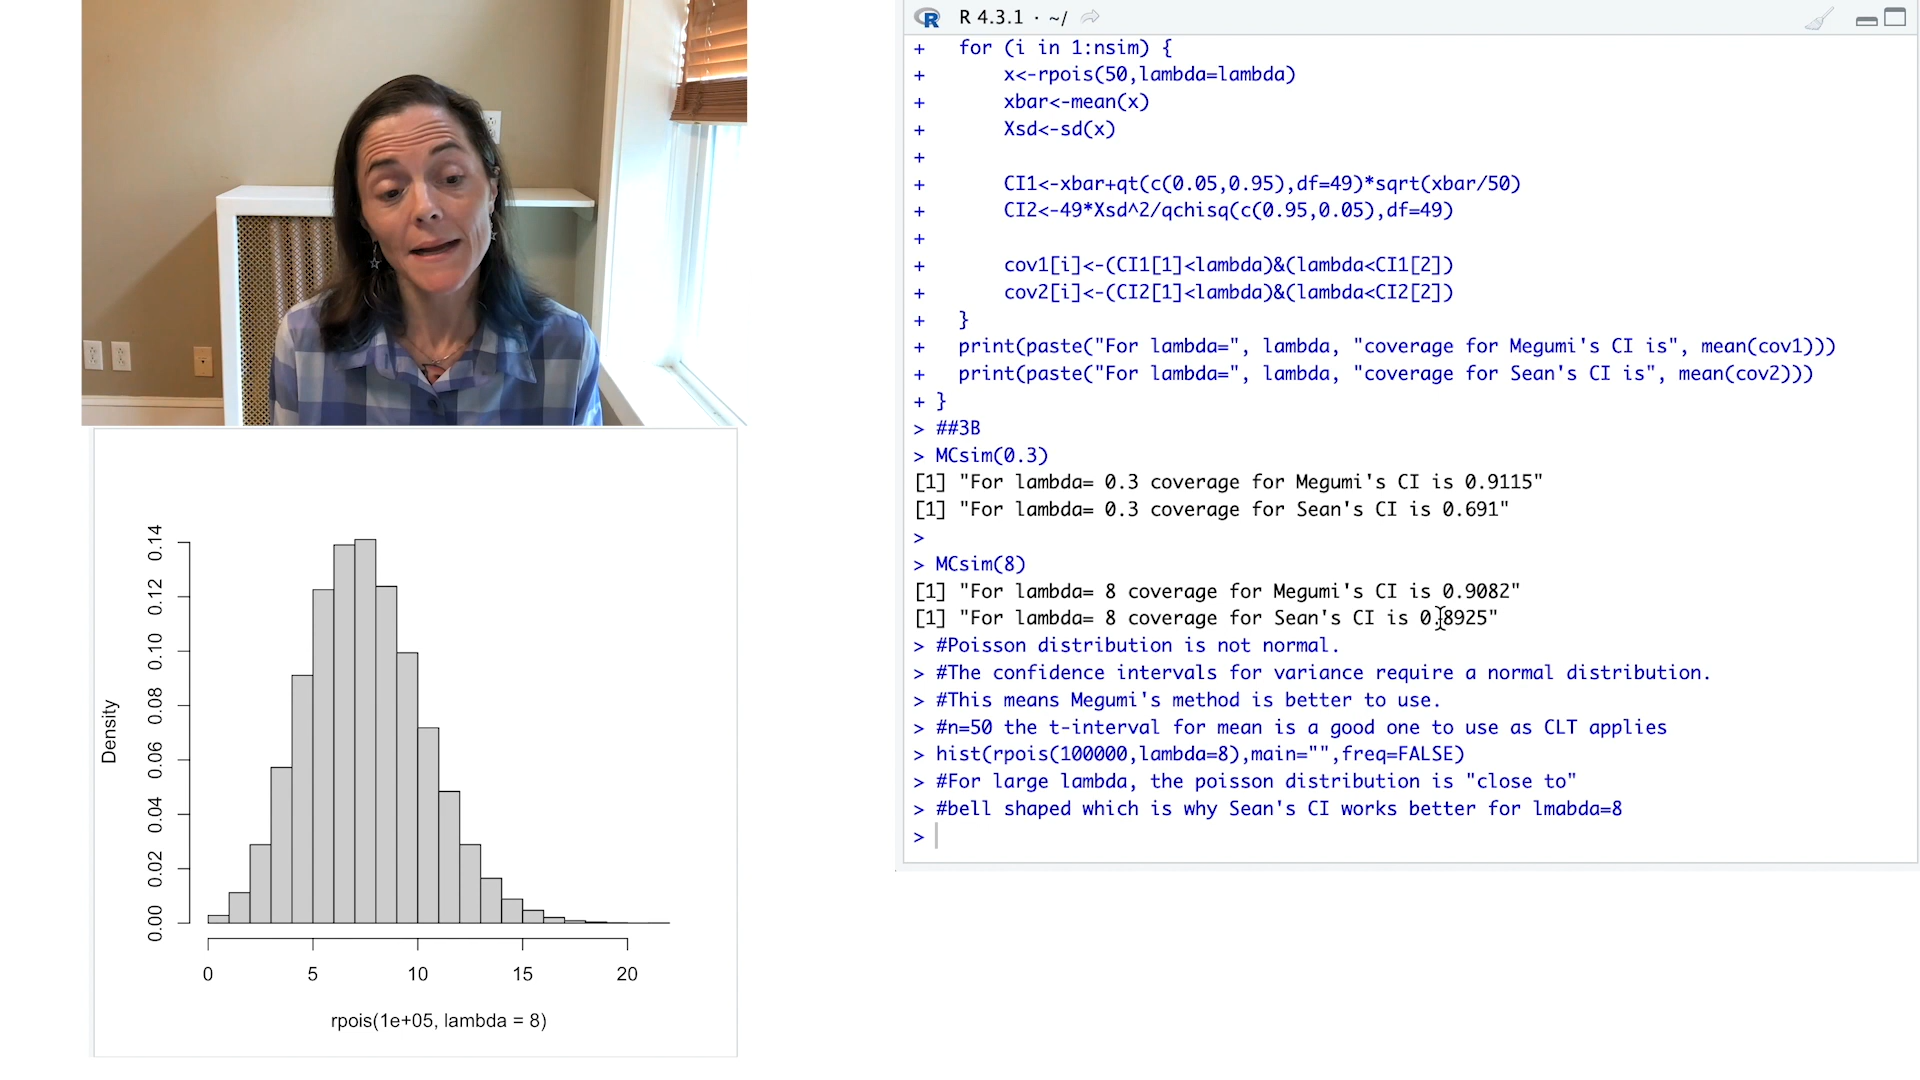 R 4.3.1 · ~/
+ for (i in 1:nsim) {
+ x<-rpois(50,lambda=lambda)
+ xbar<-mean(x)
+ Xsd<-sd(x)
+
+ CI1<-xbar+qt(c(0.05,0.95),df=49)*sqrt(xbar/50)
+ CI2<-49*Xsd^2/qchisq(c(0.95,0.05),df=49)
+
+ cov1[i]<-(CI1[1]<lambda)&(lambda<CI1[2])
+ cov2[i]<-(CI2[1]<lambda)&(lambda<CI2[2])
+ }
+ print(paste("For lambda=", lambda, "coverage for Megumi's CI is", mean(cov1)))
+ print(paste("For lambda=", lambda, "coverage for Sean's CI is", mean(cov2)))
+ }
> ##3B
> MCsim(0.3)
[1] "For lambda= 0.3 coverage for Megumi's CI is 0.9115"
[1] "For lambda= 0.3 coverage for Sean's CI is 0.691"
>
> MCsim(8)
[1] "For lambda= 8 coverage for Megumi's CI is 0.9082"
[1] "For lambda= 8 coverage for Sean's CI is 0.8925"
> #Poisson distribution is not normal.
> #The confidence intervals for variance require a normal distribution.
> #This means Megumi's method is better to use.
> #n=50 the t-interval for mean is a good one to use as CLT applies
> hist(rpois(100000,lambda=8),main="",freq=FALSE)
> #For large lambda, the poisson distribution is "close to"
> #bell shaped which is why Sean's CI works better for lmabda=8
>
Density
0.14
0.12
0.10
0.08
0.06
0.04
0.02
0.00
0 5 10 15 20
rpois(1e+05, lambda = 8)